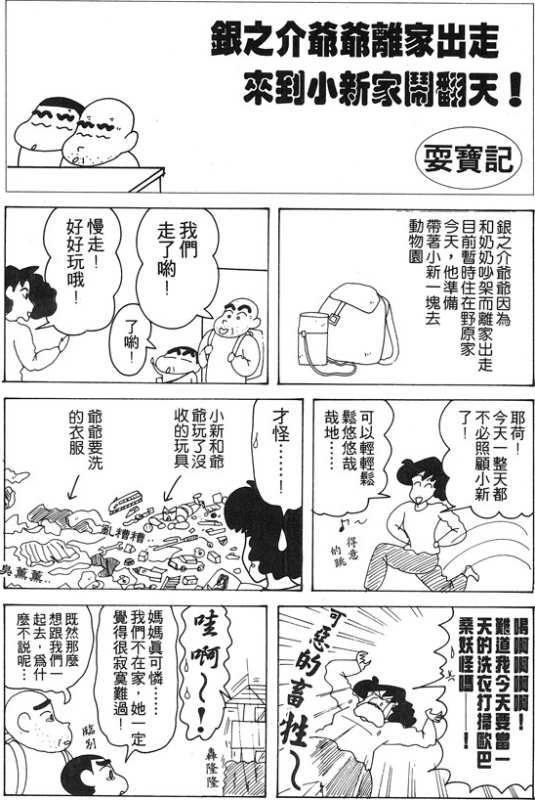 銀之介爺爺離家出走
來到小新家鬧翻天！
耍寶記
銀之介爺爺因為
和奶奶吵架而離家出走
目前暫時住在野原家
今天，他準備
帶著小新一塊去
動物園
我們
走了喲！
了喲！
慢走！
好好玩哦！
耶荷！
今天一整天都
不必照顧小新
了！
可以輕輕鬆
鬆悠悠哉
哉地……
得意
的跳
才怪……！
小新和爺
爺玩了沒
收的玩具
爺爺要洗
的衣服
亂糟糟
臭薰薰…
啊啊啊啊！
難道我今天要當一
天的洗衣打掃歐巴
桑妖怪嗎——！
可惡的畜牲～
哇啊～！
轟隆隆
媽媽真可憐……
我們不在家，她一定
覺得很寂寞難過！
既然那麼
想跟我們一
起去，為什
麼不說呢…
臨別